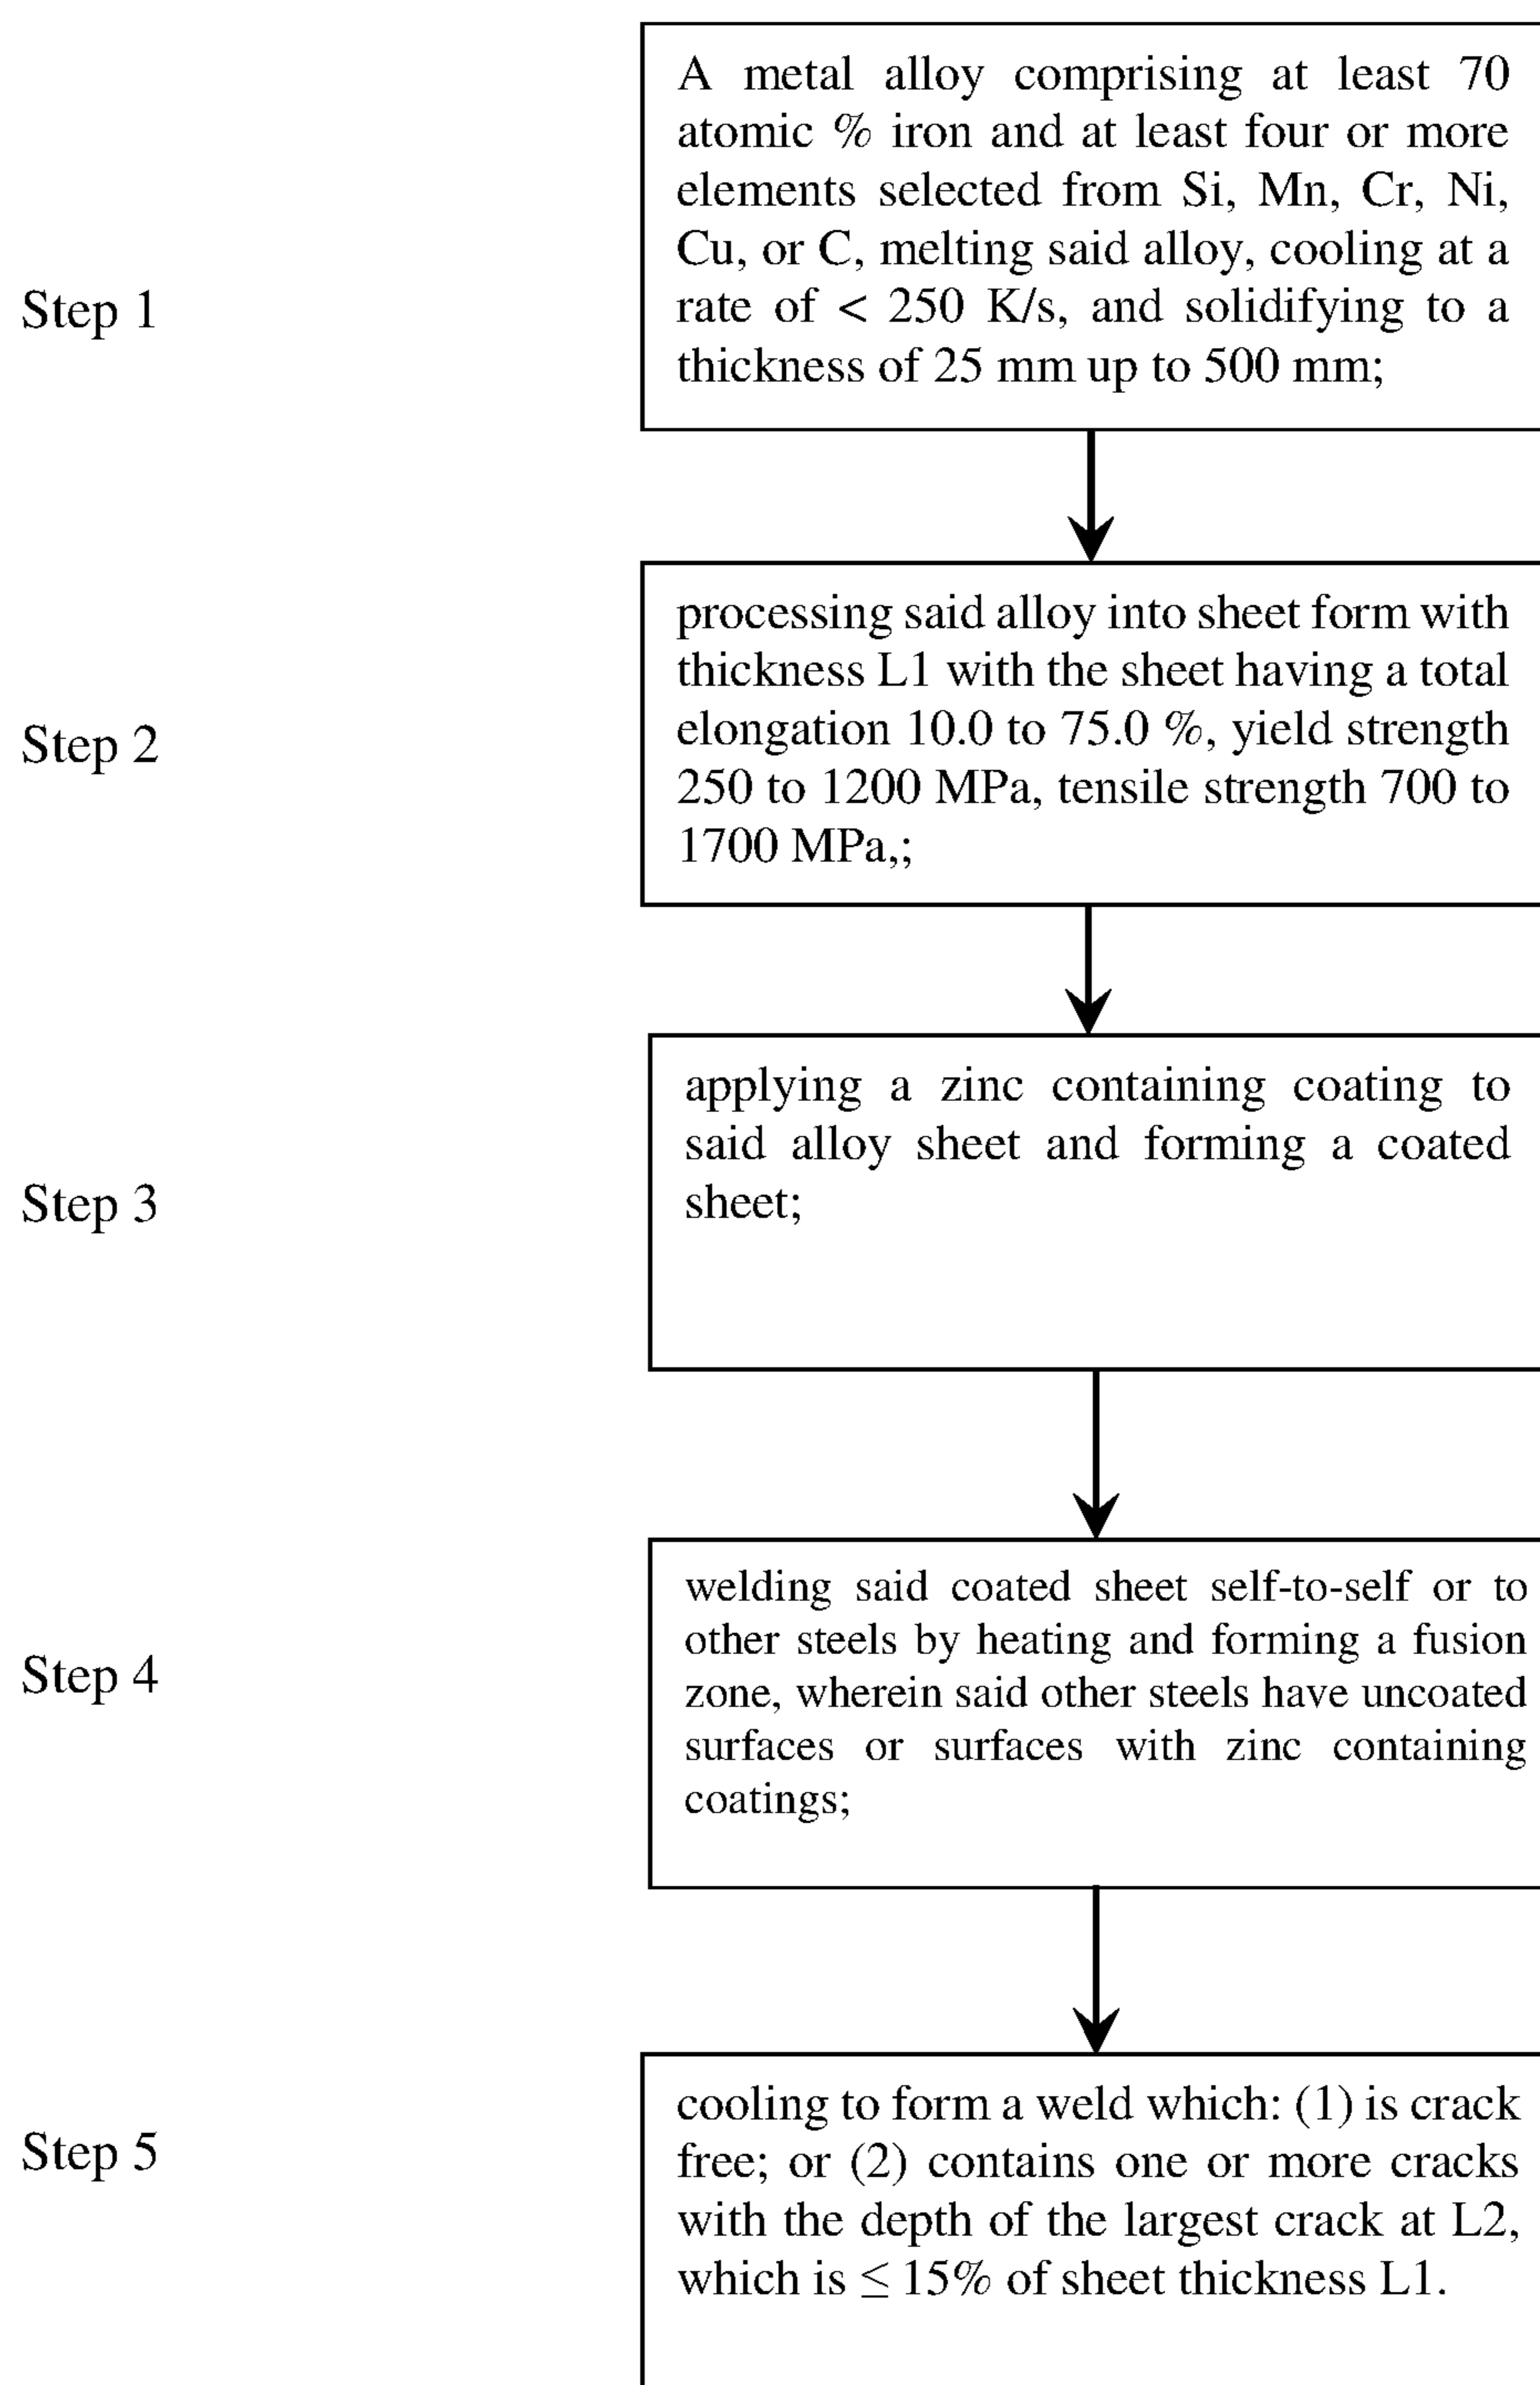 A metal alloy comprising at least 70
atomic % iron and at least four or more
elements selected from Si, Mn, Cr, Ni,
Cu, or C, melting said alloy, cooling at a
Step 1
rate of < 250 K/s, and solidifying to a
thickness of 25 mm up to 500 mm;
processing said alloy into sheet form with
thickness L1 with the sheet having a total
Step 2
elongation 10.0 to 75.0 %, yield strength
250 to 1200 MPa, tensile strength 700 to
1700 MPa,;
applying a zinc containing coating to
said alloy sheet and forming a coated
Step 3
sheet;
welding said coated sheet self-to-self or to
other steels by heating and forming a fusion
Step 4
zone, wherein said other steels have uncoated
surfaces or surfaces with zinc containing
coatings;
cooling to form a weld which: (1) is crack
Step 5
free; or (2) contains one or more cracks
with the depth of the largest crack at L2,
which is ≤ 15% of sheet thickness L1.